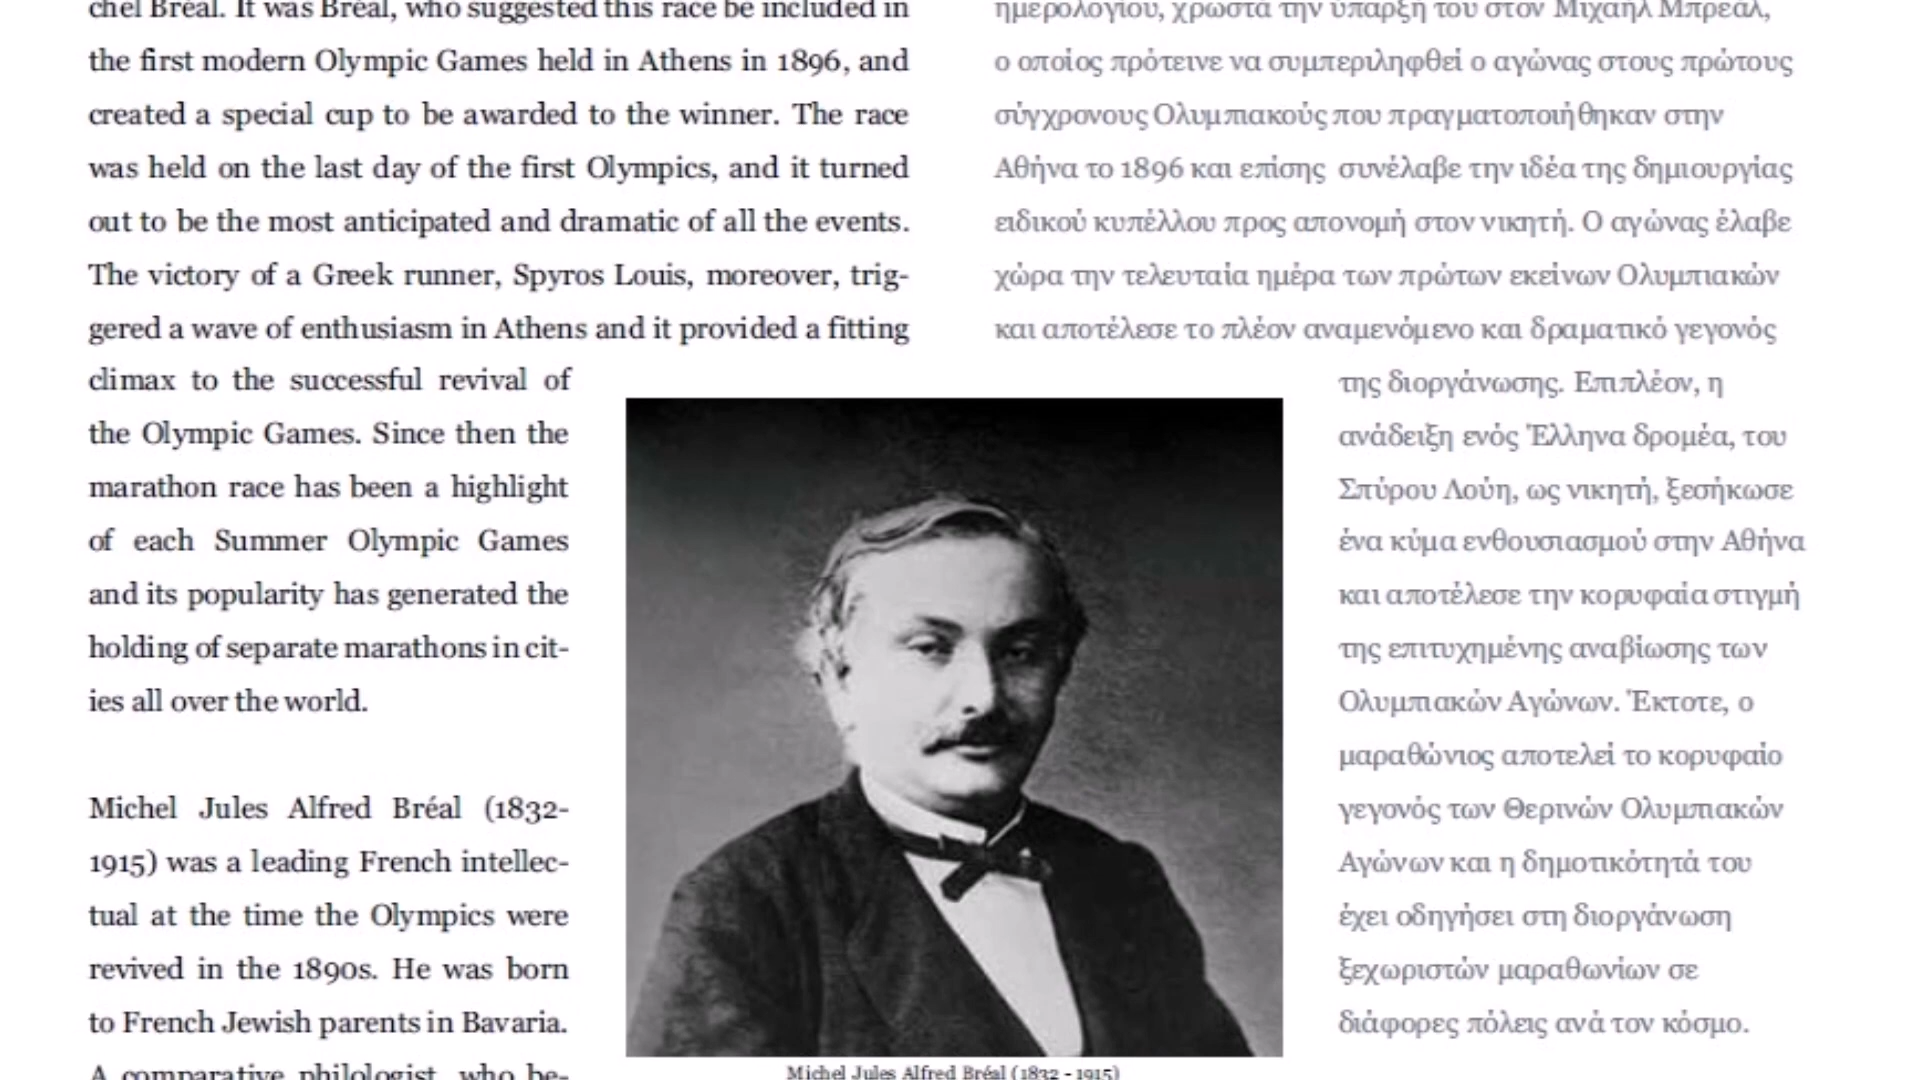 chel Bréal. It was Bréal, who suggested this race be included in
the first modern Olympic Games held in Athens in 1896, and
created a special cup to be awarded to the winner. The race
was held on the last day of the first Olympics, and it turned
out to be the most anticipated and dramatic of all the events.
The victory of a Greek runner, Spyros Louis, moreover, trig-
gered a wave of enthusiasm in Athens and it provided a fitting
climax to the successful revival of
the Olympic Games. Since then the
marathon race has been a highlight
of each Summer Olympic Games
and its popularity has generated the
holding of separate marathons in cit-
ies all over the world.
Michel Jules Alfred Bréal (1832-
1915) was a leading French intellec-
tual at the time the Olympics were
revived in the 1890s. He was born
to French Jewish parents in Bavaria.
A comparative philologist, who be-
ημερολογίου, χρωστά την ύπαρξή του στον Μιχαήλ Μπρεάλ,
ο οποίος πρότεινε να συμπεριληφθεί ο αγώνας στους πρώτους
σύγχρονους Ολυμπιακούς που πραγματοποιήθηκαν στην
Αθήνα το 1896 και επίσης συνέλαβε την ιδέα της δημιουργίας
ειδικού κυπέλλου προς απονομή στον νικητή. Ο αγώνας έλαβε
χώρα την τελευταία ημέρα των πρώτων εκείνων Ολυμπιακών
και αποτέλεσε το πλέον αναμενόμενο και δραματικό γεγονός
της διοργάνωσης. Επιπλέον, η
ανάδειξη ενός Έλληνα δρομέα, του
Σπύρου Λούη, ως νικητή, ξεσήκωσε
ένα κύμα ενθουσιασμού στην Αθήνα
και αποτέλεσε την κορυφαία στιγμή
της επιτυχημένης αναβίωσης των
Ολυμπιακών Αγώνων. Έκτοτε, ο
μαραθώνιος αποτελεί το κορυφαίο
γεγονός των Θερινών Ολυμπιακών
Αγώνων και η δημοτικότητά του
έχει οδηγήσει στη διοργάνωση
ξεχωριστών μαραθωνίων σε
διάφορες πόλεις ανά τον κόσμο.
Michel Jules Alfred Bréal (1832 - 1915)